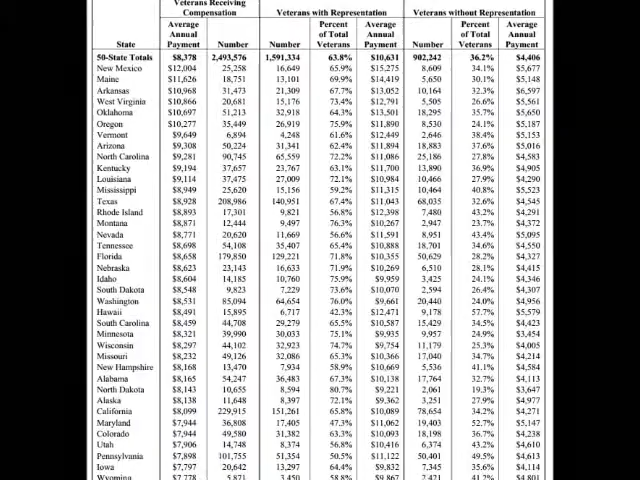 Veterans Receiving
Compensation Veterans with Representation Veterans without Representation
Average Percent Average Percent Average
Annual of Total Annual of Total Annual
State Payment Number Number Veterans Payment Number Veterans Payment
50-State Totals $8,378 2,493,576 1,591,334 63.8% $10,631 902,242 36.2% $4,406
New Mexico $12,004 25,258 16,649 65.9% $15,275 8,609 34.1% $5,677
Maine $11,626 18,751 13,101 69.9% $14,419 5,650 30.1% $5,148
Arkansas $10,968 31,473 21,309 67.7% $13,052 10,164 32.3% $6,597
West Virginia $10,866 20,681 15,176 73.4% $12,791 5,505 26.6% $5,561
Oklahoma $10,697 51,213 32,918 64.3% $13,501 18,295 35.7% $5,650
Oregon $10,277 35,449 26,919 75.9% $11,890 8,530 24.1% $5,187
Vermont $9,649 6,894 4,248 61.6% $12,449 2,646 38.4% $5,153
Arizona $9,308 50,224 31,341 62.4% $11,894 18,883 37.6% $5,016
North Carolina $9,281 90,745 65,559 72.2% $11,086 25,186 27.8% $4,583
Kentucky $9,194 37,657 23,767 63.1% $11,700 13,890 36.9% $4,905
Louisiana $9,114 37,475 27,009 72.1% $10,984 10,466 27.9% $4,290
Mississippi $8,949 25,620 15,156 59.2% $11,315 10,464 40.8% $5,523
Texas $8,928 208,986 140,951 67.4% $11,043 68,035 32.6% $4,545
Rhode Island $8,893 17,301 9,821 56.8% $12,398 7,480 43.2% $4,291
Montana $8,871 12,444 9,497 76.3% $10,267 2,947 23.7% $4,372
Nevada $8,771 20,620 11,669 56.6% $11,591 8,951 43.4% $5,095
Tennessee $8,698 54,108 35,407 65.4% $10,888 18,701 34.6% $4,550
Florida $8,658 179,850 129,221 71.8% $10,355 50,629 28.2% $4,327
Nebraska $8,623 23,143 16,633 71.9% $10,269 6,510 28.1% $4,415
Idaho $8,604 14,185 10,760 75.9% $9,959 3,425 24.1% $4,346
South Dakota $8,548 9,823 7,229 73.6% $10,070 2,594 26.4% $4,307
Washington $8,531 85,094 64,654 76.0% $9,661 20,440 24.0% $4,956
Hawaii $8,491 15,895 6,717 42.3% $12,471 9,178 57.7% $5,579
South Carolina $8,459 44,708 29,279 65.5% $10,587 15,429 34.5% $4,423
Minnesota $8,321 39,990 30,033 75.1% $9,935 9,957 24.9% $3,454
Wisconsin $8,297 44,102 32,923 74.7% $9,754 11,179 25.3% $4,005
Missouri $8,232 49,126 32,086 65.3% $10,366 17,040 34.7% $4,214
New Hampshire $8,168 13,470 7,934 58.9% $10,669 5,536 41.1% $4,584
Alabama $8,165 54,247 36,483 67.3% $10,138 17,764 32.7% $4,113
North Dakota $8,143 10,655 8,594 80.7% $9,221 2,061 19.3% $3,647
Alaska $8,138 11,648 8,397 72.1% $9,362 3,251 27.9% $4,977
California $8,099 229,915 151,261 65.8% $10,089 78,654 34.2% $4,271
Maryland $7,944 36,808 17,405 47.3% $11,062 19,403 52.7% $5,147
Colorado $7,944 49,580 31,382 63.3% $10,093 18,198 36.7% $4,238
Utah $7,906 14,748 8,374 56.8% $10,416 6,374 43.2% $4,610
Pennsylvania $7,898 101,755 51,354 50.5% $11,122 50,401 49.5% $4,613
Iowa $7,797 20,642 13,297 64.4% $9,832 7,345 35.6% $4,114
Wyoming $7,778 5,871 3,450 58.8% $9,867 2,421 41.2% $4,801